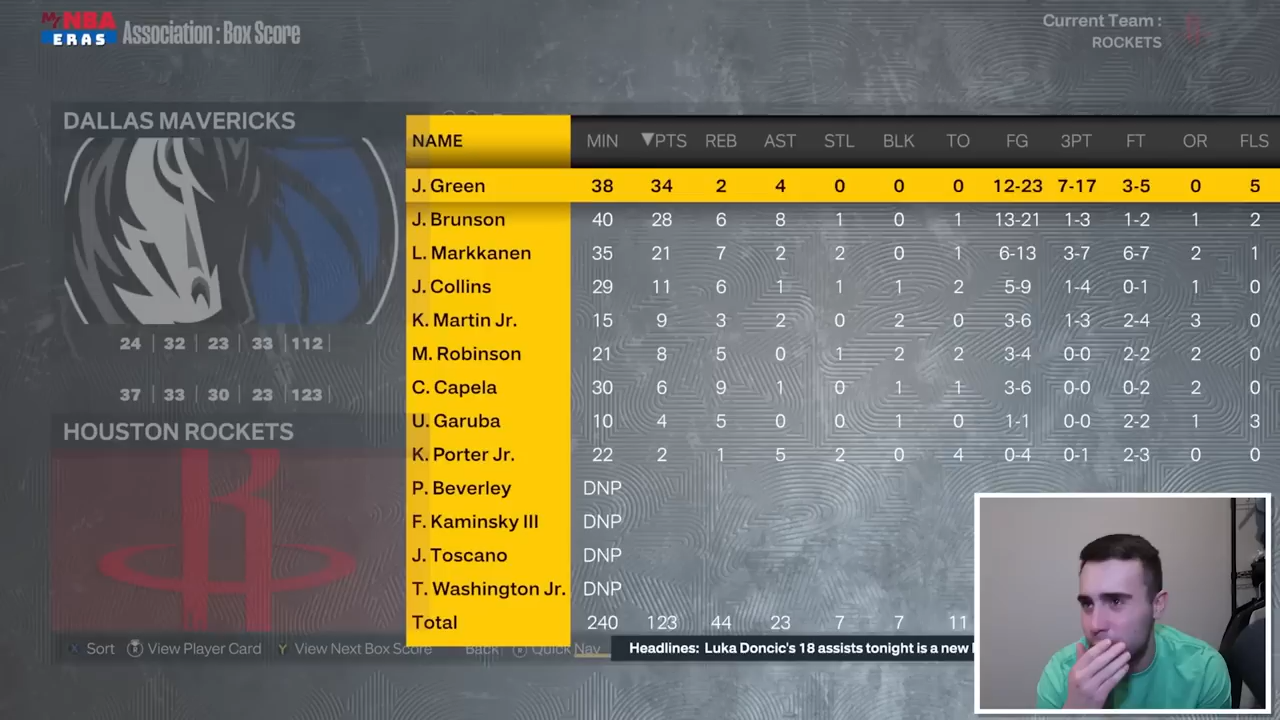 MyNBA ERAS Association : Box Score
Current Team :
ROCKETS
DALLAS MAVERICKS
24 | 32 | 23 | 33 | 112 |
37 | 33 | 30 | 23 | 123 |
HOUSTON ROCKETS
NAME MIN ▼PTS REB AST STL BLK TO FG 3PT FT OR FLS
J. Green 38 34 2 4 0 0 0 12-23 7-17 3-5 0 5
J. Brunson 40 28 6 8 1 0 1 13-21 1-3 1-2 1 2
L. Markkanen 35 21 7 2 2 0 1 6-13 3-7 6-7 2 1
J. Collins 29 11 6 1 1 1 2 5-9 1-4 0-1 1 0
K. Martin Jr. 15 9 3 2 0 2 0 3-6 1-3 2-4 3 0
M. Robinson 21 8 5 0 1 2 2 3-4 0-0 2-2 2 0
C. Capela 30 6 9 1 0 1 1 3-6 0-0 0-2 2 0
U. Garuba 10 4 5 0 0 1 0 1-1 0-0 2-2 1 3
K. Porter Jr. 22 2 1 5 2 0 4 0-4 0-1 2-3 0 0
P. Beverley DNP
F. Kaminsky III DNP
J. Toscano DNP
T. Washington Jr. DNP
Total 240 123 44 23 7 7 11
X Sort R View Player Card Y View Next Box Score Back Quick Nav
Headlines: Luka Doncic's 18 assists tonight is a new